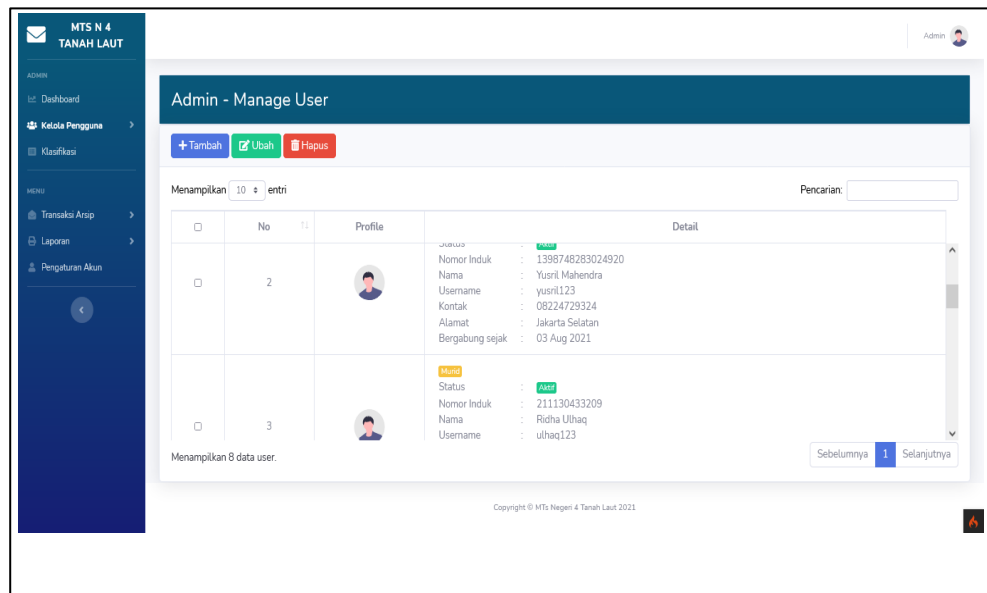 MTS N 4
TANAH LAUT
Admin
ADMIN
Dashboard
Kelola Pengguna
Klasifikasi
MENU
Transaksi Arsip
Laporan
Pengaturan Akun
Admin - Manage User
Tambah Ubah Hapus
Menampilkan 10 entri Pencarian:
No Profile Detail
2
Status : Aktif
Nomor Induk : 1398748283024920
Nama : Yusril Mahendra
Username : yusril123
Kontak : 08224729324
Alamat : Jakarta Selatan
Bergabung sejak : 03 Aug 2021
3
Murid
Status : Aktif
Nomor Induk : 211130433209
Nama : Ridha Ulhaq
Username : ulhaq123
Menampilkan 8 data user.
Sebelumnya 1 Selanjutnya
Copyright © MTs Negeri 4 Tanah Laut 2021